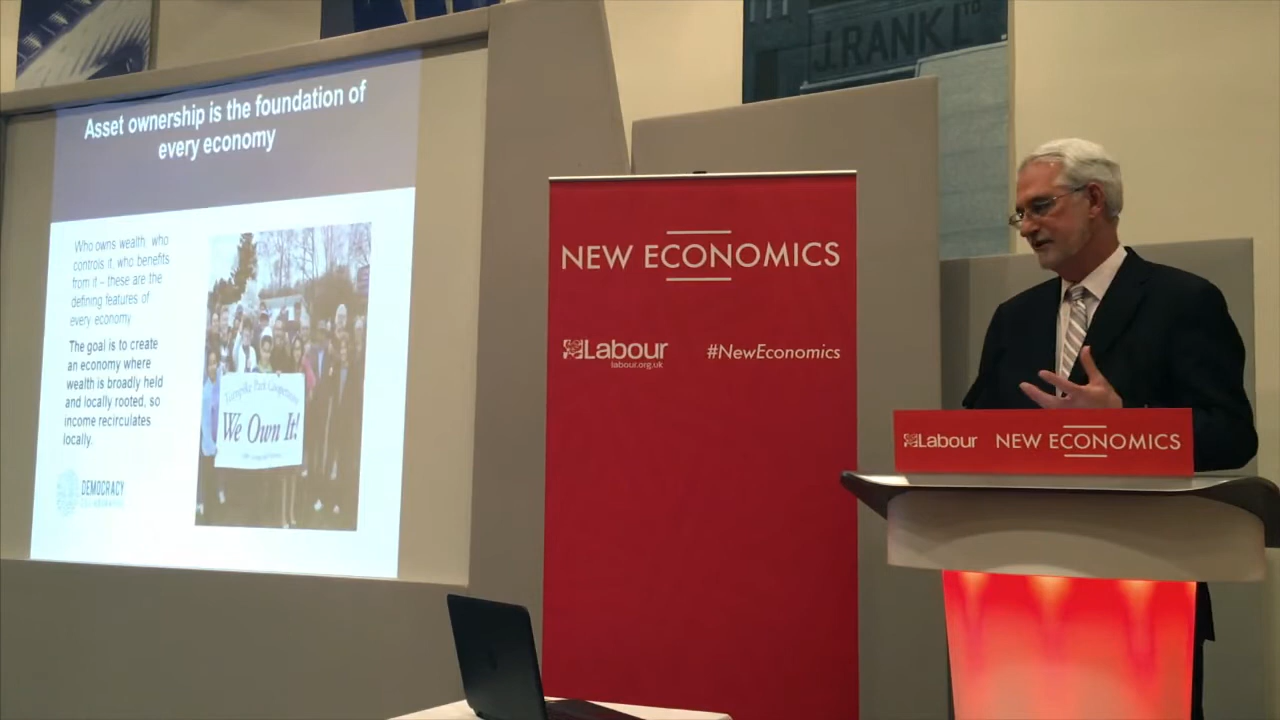 J.RANK LTD
Asset ownership is the foundation of
every economy
Who owns wealth, who
controls it, who benefits
from it – these are the
defining features of
every economy
The goal is to create
an economy where
wealth is broadly held
and locally rooted, so
income recirculates
locally.
DEMOCRACY
Park Cooperative
We Own It!
NEW ECONOMICS
Labour
labour.org.uk
#NewEconomics
Labour
NEW ECONOMICS